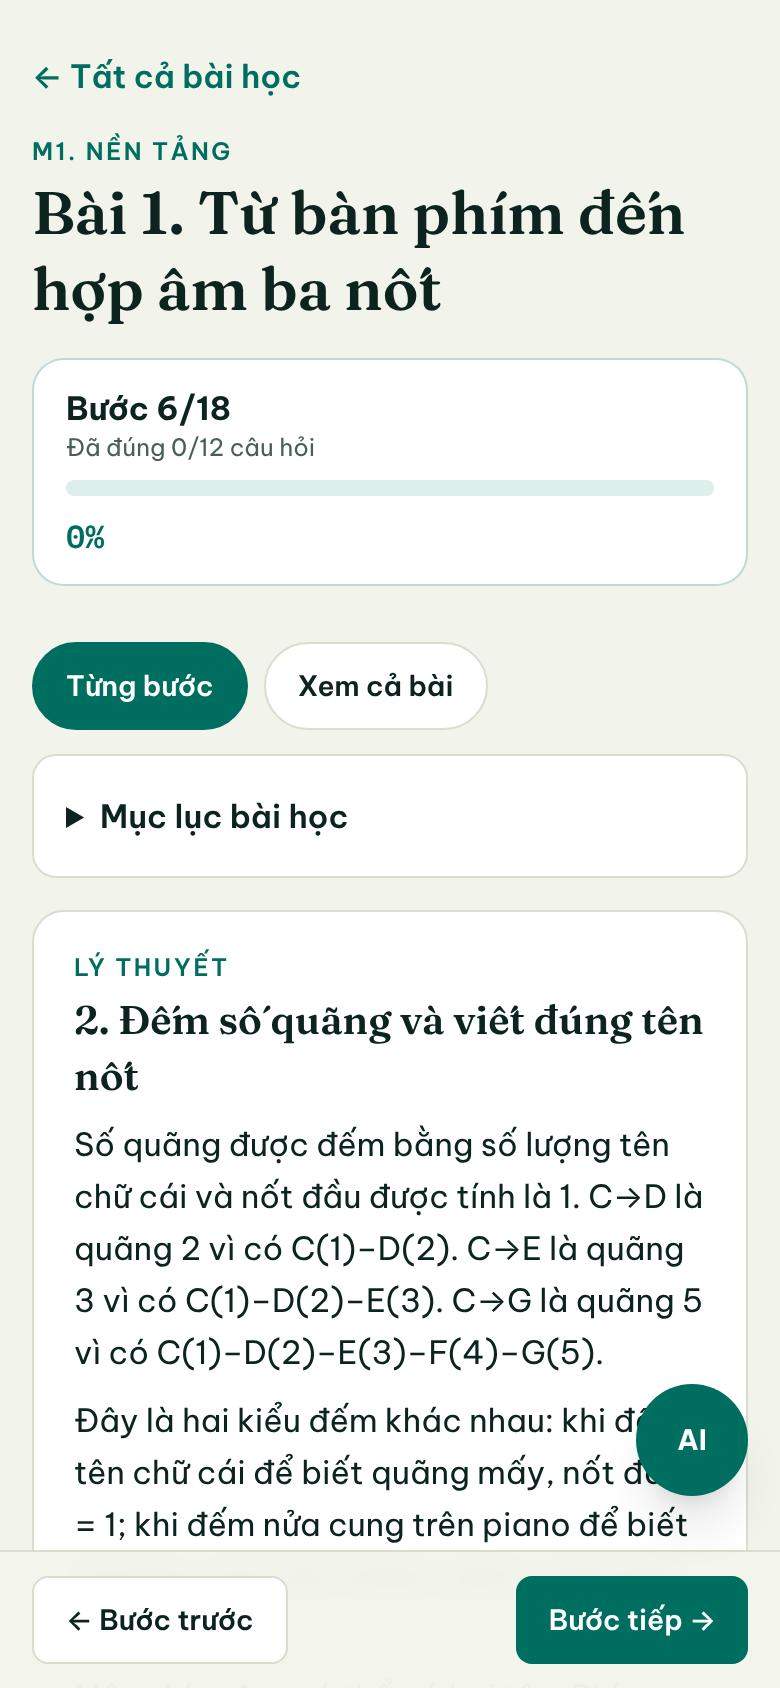 ← Tất cả bài học
M1. NỀN TẢNG
Bài 1. Từ bàn phím đến
hợp âm ba nốt
Bước 6/18
Đã đúng 0/12 câu hỏi
0%
Từng bước
Xem cả bài
▶ Mục lục bài học
LÝ THUYẾT
2. Đếm số quãng và viết đúng tên
nốt
Số quãng được đếm bằng số lượng tên
chữ cái và nốt đầu được tính là 1. C→D là
quãng 2 vì có C(1)–D(2). C→E là quãng
3 vì có C(1)–D(2)–E(3). C→G là quãng 5
vì có C(1)–D(2)–E(3)–F(4)–G(5).
Đây là hai kiểu đếm khác nhau: khi
tên chữ cái để biết quãng mấy, nốt
= 1; khi đếm nửa cung trên piano để biết
AI
← Bước trước
Bước tiếp →